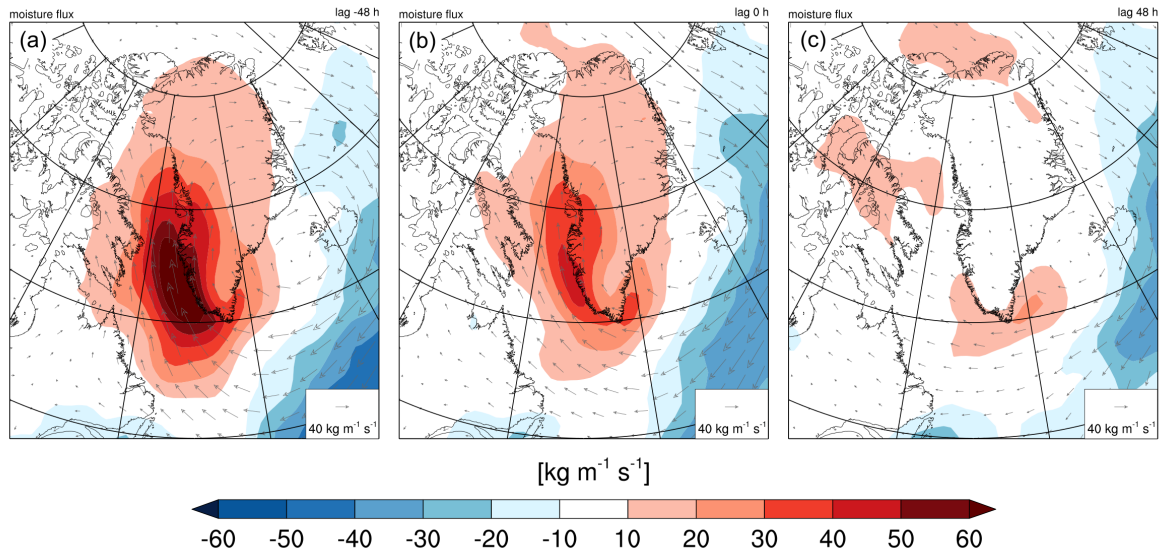 moisture flux lag -48 h
(a)
40 kg m⁻¹ s⁻¹
moisture flux lag 0 h
(b)
40 kg m⁻¹ s⁻¹
moisture flux lag 48 h
(c)
40 kg m⁻¹ s⁻¹
[kg m⁻¹ s⁻¹]
-60 -50 -40 -30 -20 -10 10 20 30 40 50 60